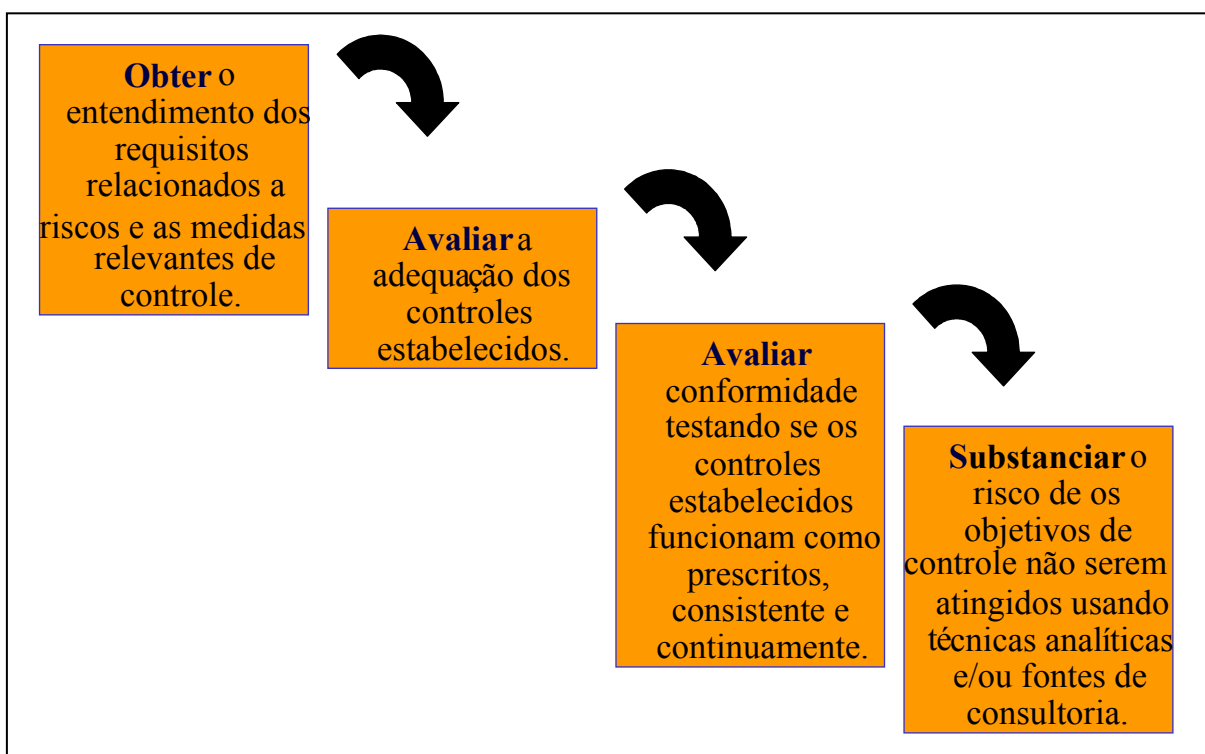 Obter o
entendimento dos
requisitos
relacionados a
riscos e as medidas
relevantes de
controle.
Avaliar a
adequação dos
controles
estabelecidos.
Avaliar
conformidade
testando se os
controles
estabelecidos
funcionam como
prescritos,
consistente e
continuamente.
Substanciar o
risco de os
objetivos de
controle não serem
atingidos usando
técnicas analíticas
e/ou fontes de
consultoria.